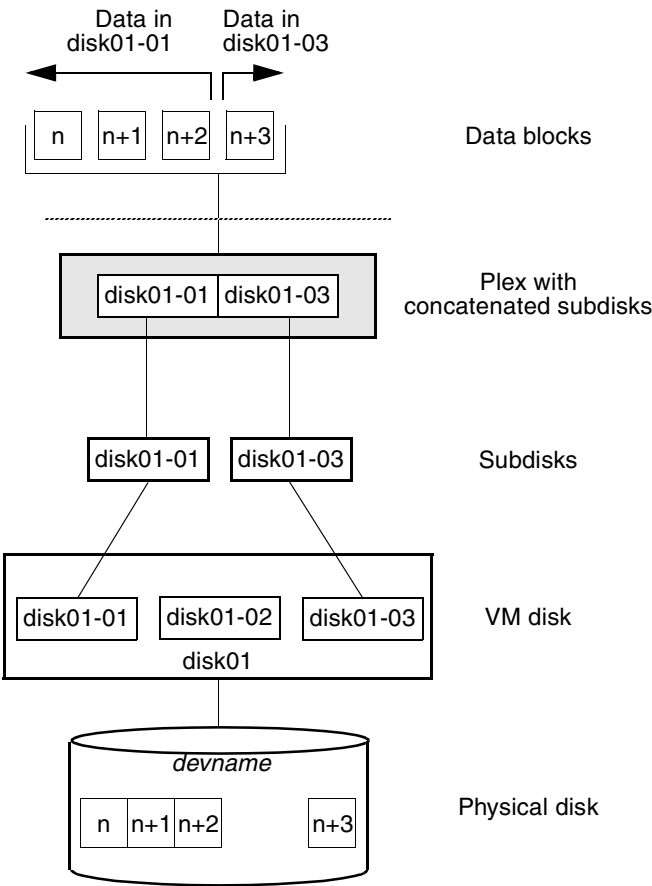 Data in Data in
disk01-01 disk01-03
n n+1 n+2 n+3 Data blocks
Plex with
disk01-01 disk01-03 concatenated subdisks
disk01-01 disk01-03 Subdisks
disk01-01 disk01-02 disk01-03 VM disk
disk01
devname
n n+1 n+2 n+3 Physical disk